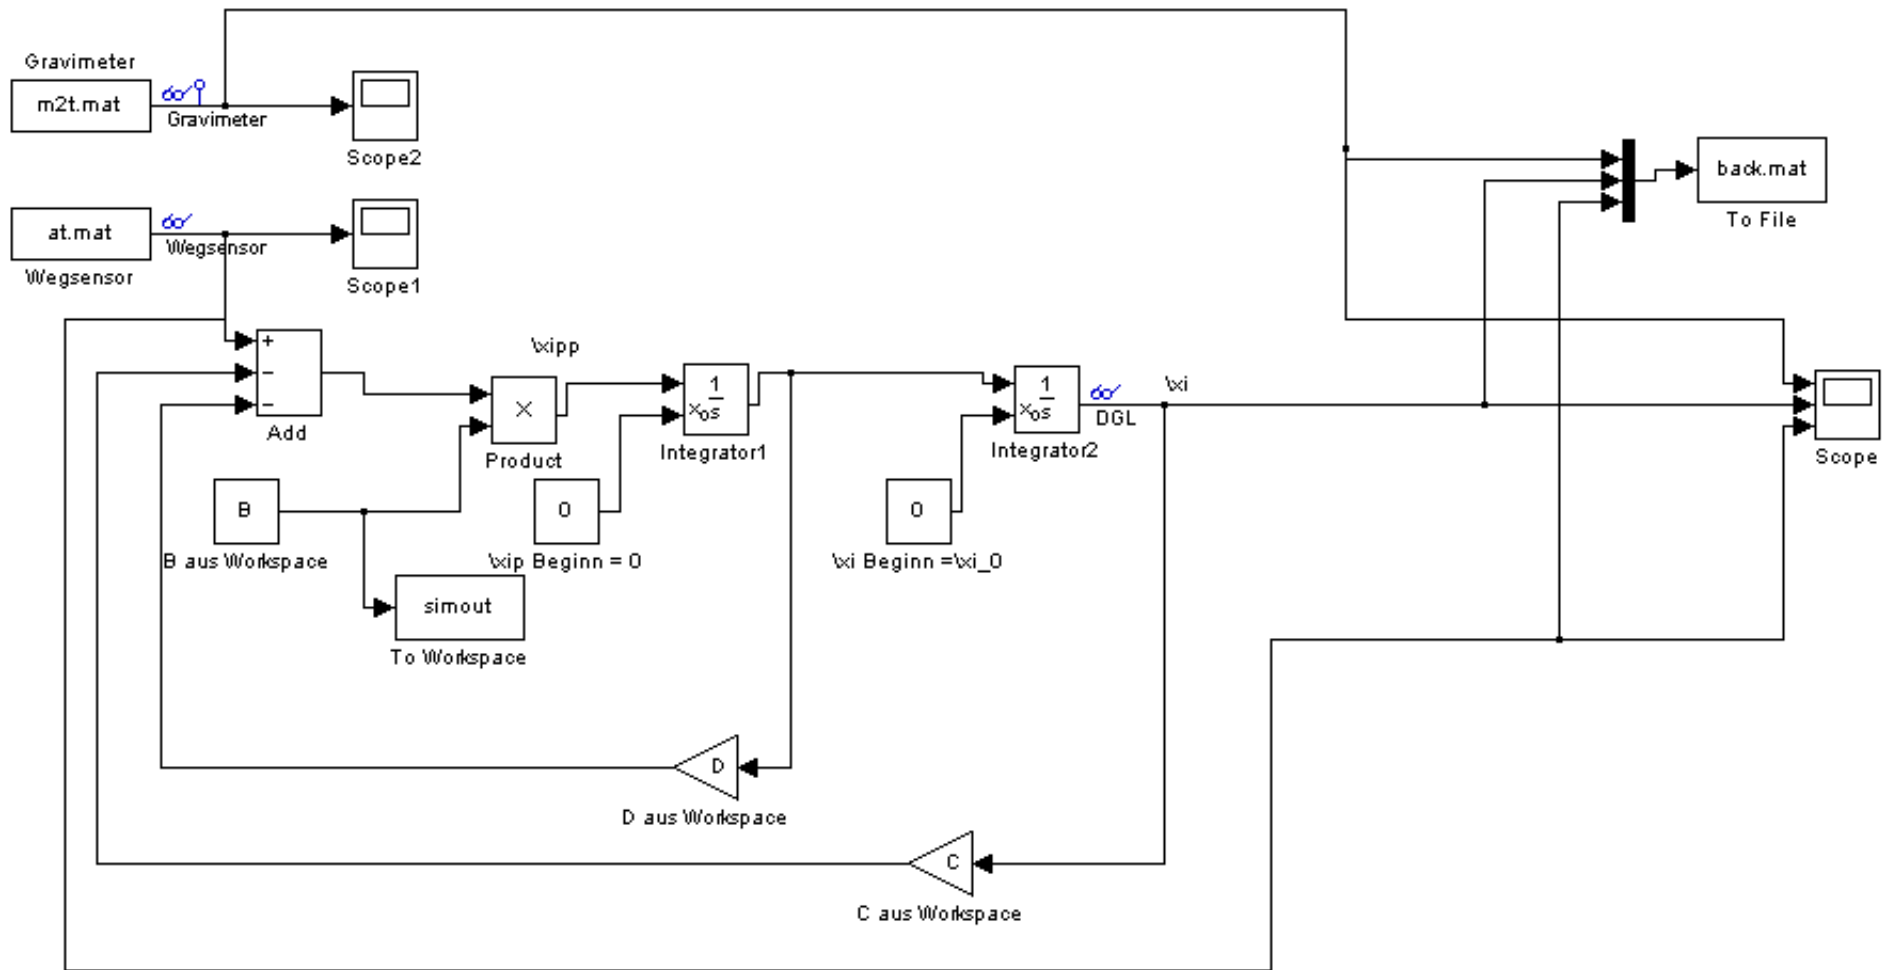 Gravimeter
m2t.mat
Gravimeter
Scope2
back.mat
To File
at.mat
Wegsensor
Wegsensor
Scope1
+
−
−
Add
\xipp
×
Product
1
s
xo
Integrator1
1
s
xo
Integrator2
DGL
\xi
Scope
B
B aus Workspace
0
\xip Beginn = 0
0
\xi Beginn =\xi_0
simout
To Workspace
D
D aus Workspace
C
C aus Workspace